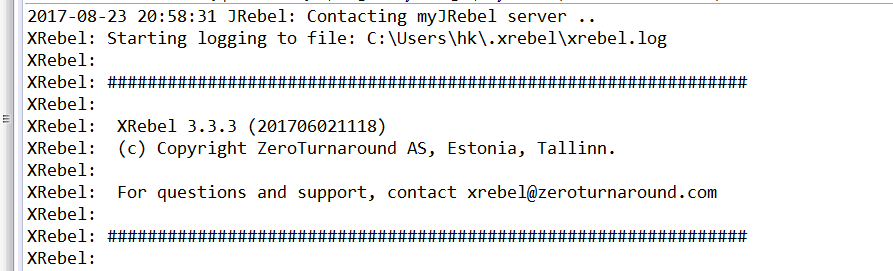 2017-08-23 20:58:31 JRebel: Contacting myJRebel server ..
XRebel: Starting logging to file: C:\Users\hk\.xrebel\xrebel.log
XRebel:
XRebel: ################################################################
XRebel:
XRebel:  XRebel 3.3.3 (201706021118)
XRebel:  (c) Copyright ZeroTurnaround AS, Estonia, Tallinn.
XRebel:
XRebel:  For questions and support, contact xrebel@zeroturnaround.com
XRebel:
XRebel: ################################################################
XRebel: